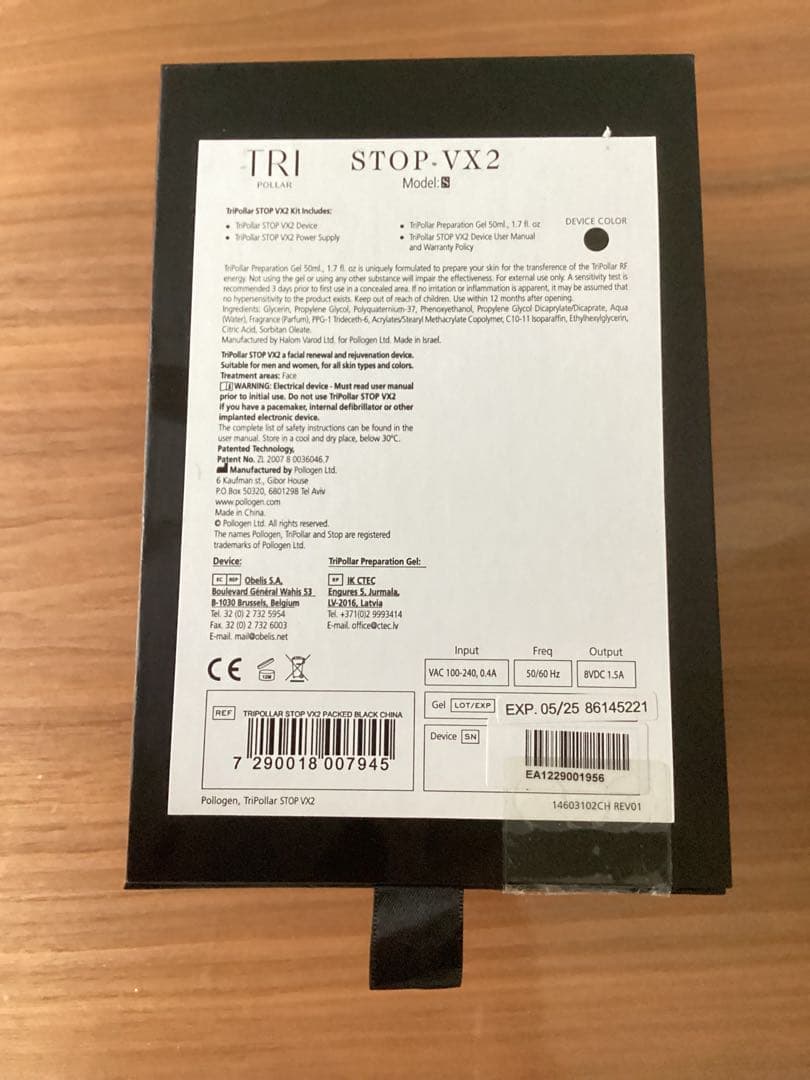 TRI
POLLAR
STOP-VX2
Model: S
TriPollar STOP VX2 Kit Includes:
• TriPollar STOP VX2 Device
• TriPollar STOP VX2 Power Supply
• TriPollar Preparation Gel 50ml., 1.7 fl. oz
• TriPollar STOP VX2 Device User Manual
and Warranty Policy
DEVICE COLOR
TriPollar Preparation Gel 50ml., 1.7 fl. oz is uniquely formulated to prepare your skin for the transference of the TriPollar RF
energy. Not using the gel or using any other substance will impair the effectiveness. For external use only. A sensitivity test is
recommended 3 days prior to first use in a concealed area. If no irritation or inflammation is apparent, it may be assumed that
no hypersensitivity to the product exists. Keep out of reach of children. Use within 12 months after opening.
Ingredients: Glycerin, Propylene Glycol, Polyquaternium-37, Phenoxyethanol, Propylene Glycol Dicaprylate/Dicaprate, Aqua
(Water), Fragrance (Parfum), PPG-1 Trideceth-6, Acrylates/Stearyl Methacrylate Copolymer, C10-11 Isoparaffin, Ethylhexylglycerin,
Citric Acid, Sorbitan Oleate.
Manufactured by Halom Varod Ltd. for Pollogen Ltd. Made in Israel.
TriPollar STOP VX2 a facial renewal and rejuvenation device.
Suitable for men and women, for all skin types and colors.
Treatment areas: Face
WARNING: Electrical device - Must read user manual
prior to initial use. Do not use TriPollar STOP VX2
if you have a pacemaker, internal defibrillator or other
implanted electronic device.
The complete list of safety instructions can be found in the
user manual. Store in a cool and dry place, below 30°C.
Patented Technology,
Patent No. ZL 2007 8 0036046.7
Manufactured by Pollogen Ltd.
6 Kaufman st., Gibor House
P.O.Box 50320, 6801298 Tel Aviv
www.pollogen.com
Made in China.
© Pollogen Ltd. All rights reserved.
The names Pollogen, TriPollar and Stop are registered
trademarks of Pollogen Ltd.
Device:
EC REP Obelis S.A.
Boulevard Général Wahis 53
B-1030 Brussels, Belgium
Tel. 32 (0) 2 732 5954
Fax. 32 (0) 2 732 6003
E-mail. mail@obelis.net
TriPollar Preparation Gel:
RP IK CTEC
Engures 5, Jurmala,
LV-2016, Latvia
Tel. +371(0)2 9993414
E-mail. office@ctec.lv
CE
12M
Input
VAC 100-240, 0.4A
Freq
50/60 Hz
Output
8VDC 1.5A
REF TRIPOLLAR STOP VX2 PACKED BLACK CHINA
7 290018 007945
Gel LOT/EXP EXP. 05/25 86145221
Device SN
EA1229001956
Pollogen, TriPollar STOP VX2
14603102CH REV01